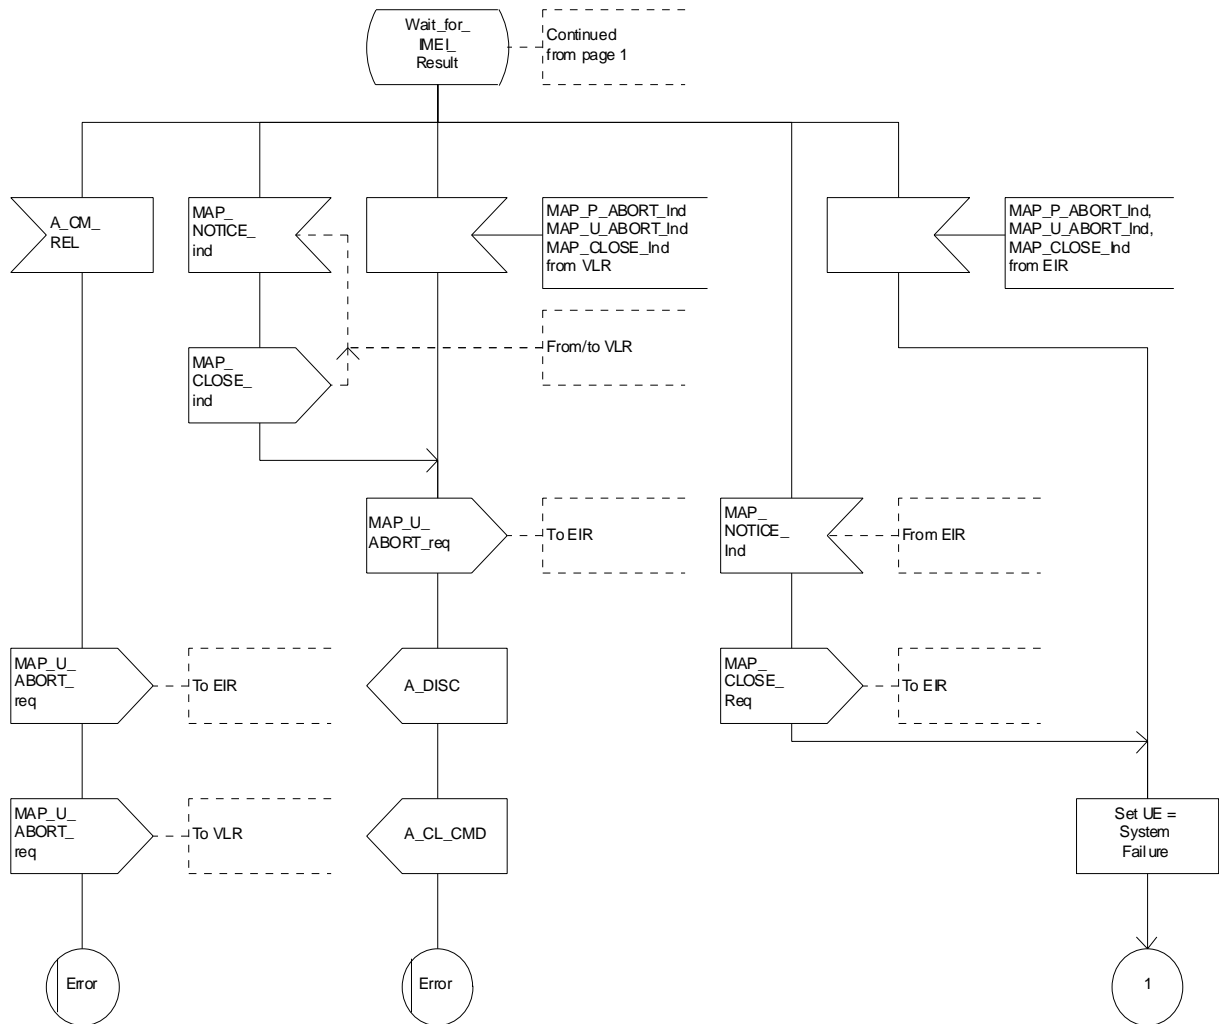 Wait_for_
IMEI_
Result
Continued
from page 1
A_CM_
REL
MAP_
NOTICE_
ind
MAP_P_ABORT_Ind
MAP_U_ABORT_Ind
MAP_CLOSE_Ind
from VLR
MAP_P_ABORT_Ind,
MAP_U_ABORT_Ind,
MAP_CLOSE_Ind
from EIR
MAP_
CLOSE_
ind
From/to VLR
MAP_U_
ABORT_req
To EIR
MAP_
NOTICE_
Ind
From EIR
MAP_U_
ABORT_
req
To EIR
A_DISC
MAP_
CLOSE_
Req
To EIR
MAP_U_
ABORT_
req
To VLR
A_CL_CMD
Set UE =
System
Failure
Error
Error
1